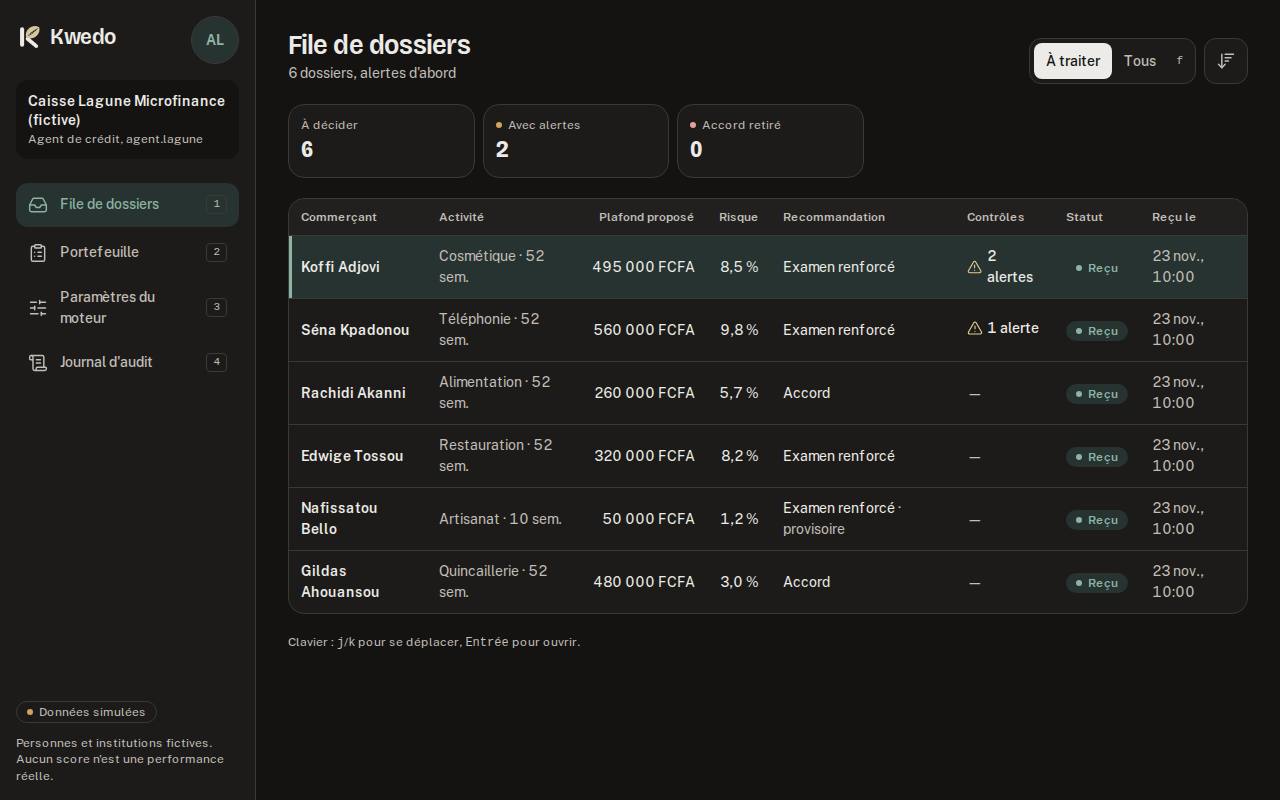 Kwedo
AL
Caisse Lagune Microfinance
(fictive)
Agent de crédit, agent.lagune
File de dossiers 1
Portefeuille 2
Paramètres du
moteur 3
Journal d'audit 4
Données simulées
Personnes et institutions fictives.
Aucun score n'est une performance
réelle.
File de dossiers
6 dossiers, alertes d'abord
À traiter Tous f
À décider
6
Avec alertes
2
Accord retiré
0
Commerçant Activité Plafond proposé Risque Recommandation Contrôles Statut Reçu le
Koffi Adjovi Cosmétique · 52 sem. 495 000 FCFA 8,5 % Examen renforcé 2 alertes Reçu 23 nov., 10:00
Séna Kpadonou Téléphonie · 52 sem. 560 000 FCFA 9,8 % Examen renforcé 1 alerte Reçu 23 nov., 10:00
Rachidi Akanni Alimentation · 52 sem. 260 000 FCFA 5,7 % Accord — Reçu 23 nov., 10:00
Edwige Tossou Restauration · 52 sem. 320 000 FCFA 8,2 % Examen renforcé — Reçu 23 nov., 10:00
Nafissatou Bello Artisanat · 10 sem. 50 000 FCFA 1,2 % Examen renforcé · provisoire — Reçu 23 nov., 10:00
Gildas Ahouansou Quincaillerie · 52 sem. 480 000 FCFA 3,0 % Accord — Reçu 23 nov., 10:00
Clavier : j/k pour se déplacer, Entrée pour ouvrir.